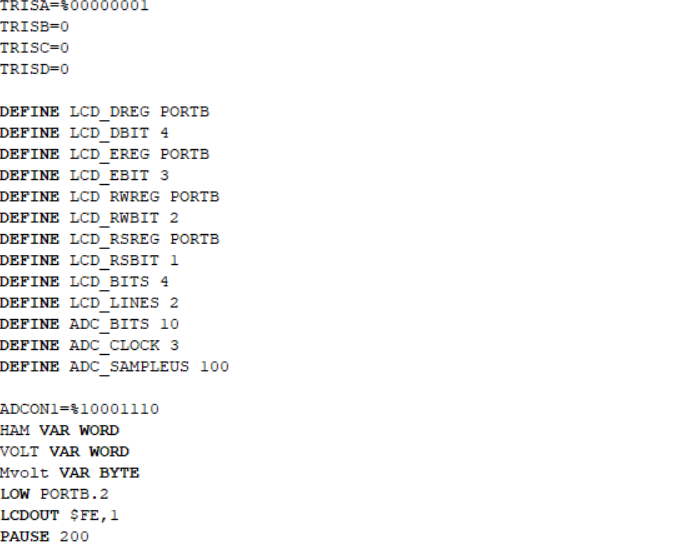 TRISA=%00000001
TRISB=0
TRISC=0
TRISD=0
DEFINE LCD_DREG PORTB
DEFINE LCD_DBIT 4
DEFINE LCD_EREG PORTB
DEFINE LCD_EBIT 3
DEFINE LCD RWREG PORTB
DEFINE LCD_RWBIT 2
DEFINE LCD_RSREG PORTB
DEFINE LCD_RSBIT 1
DEFINE LCD_BITS 4
DEFINE LCD_LINES 2
DEFINE ADC_BITS 10
DEFINE ADC_CLOCK 3
DEFINE ADC_SAMPLEUS 100
ADCON1=%10001110
HAM VAR WORD
VOLT VAR WORD
Mvolt VAR BYTE
LOW PORTB.2
LCDOUT $FE,1
PAUSE 200